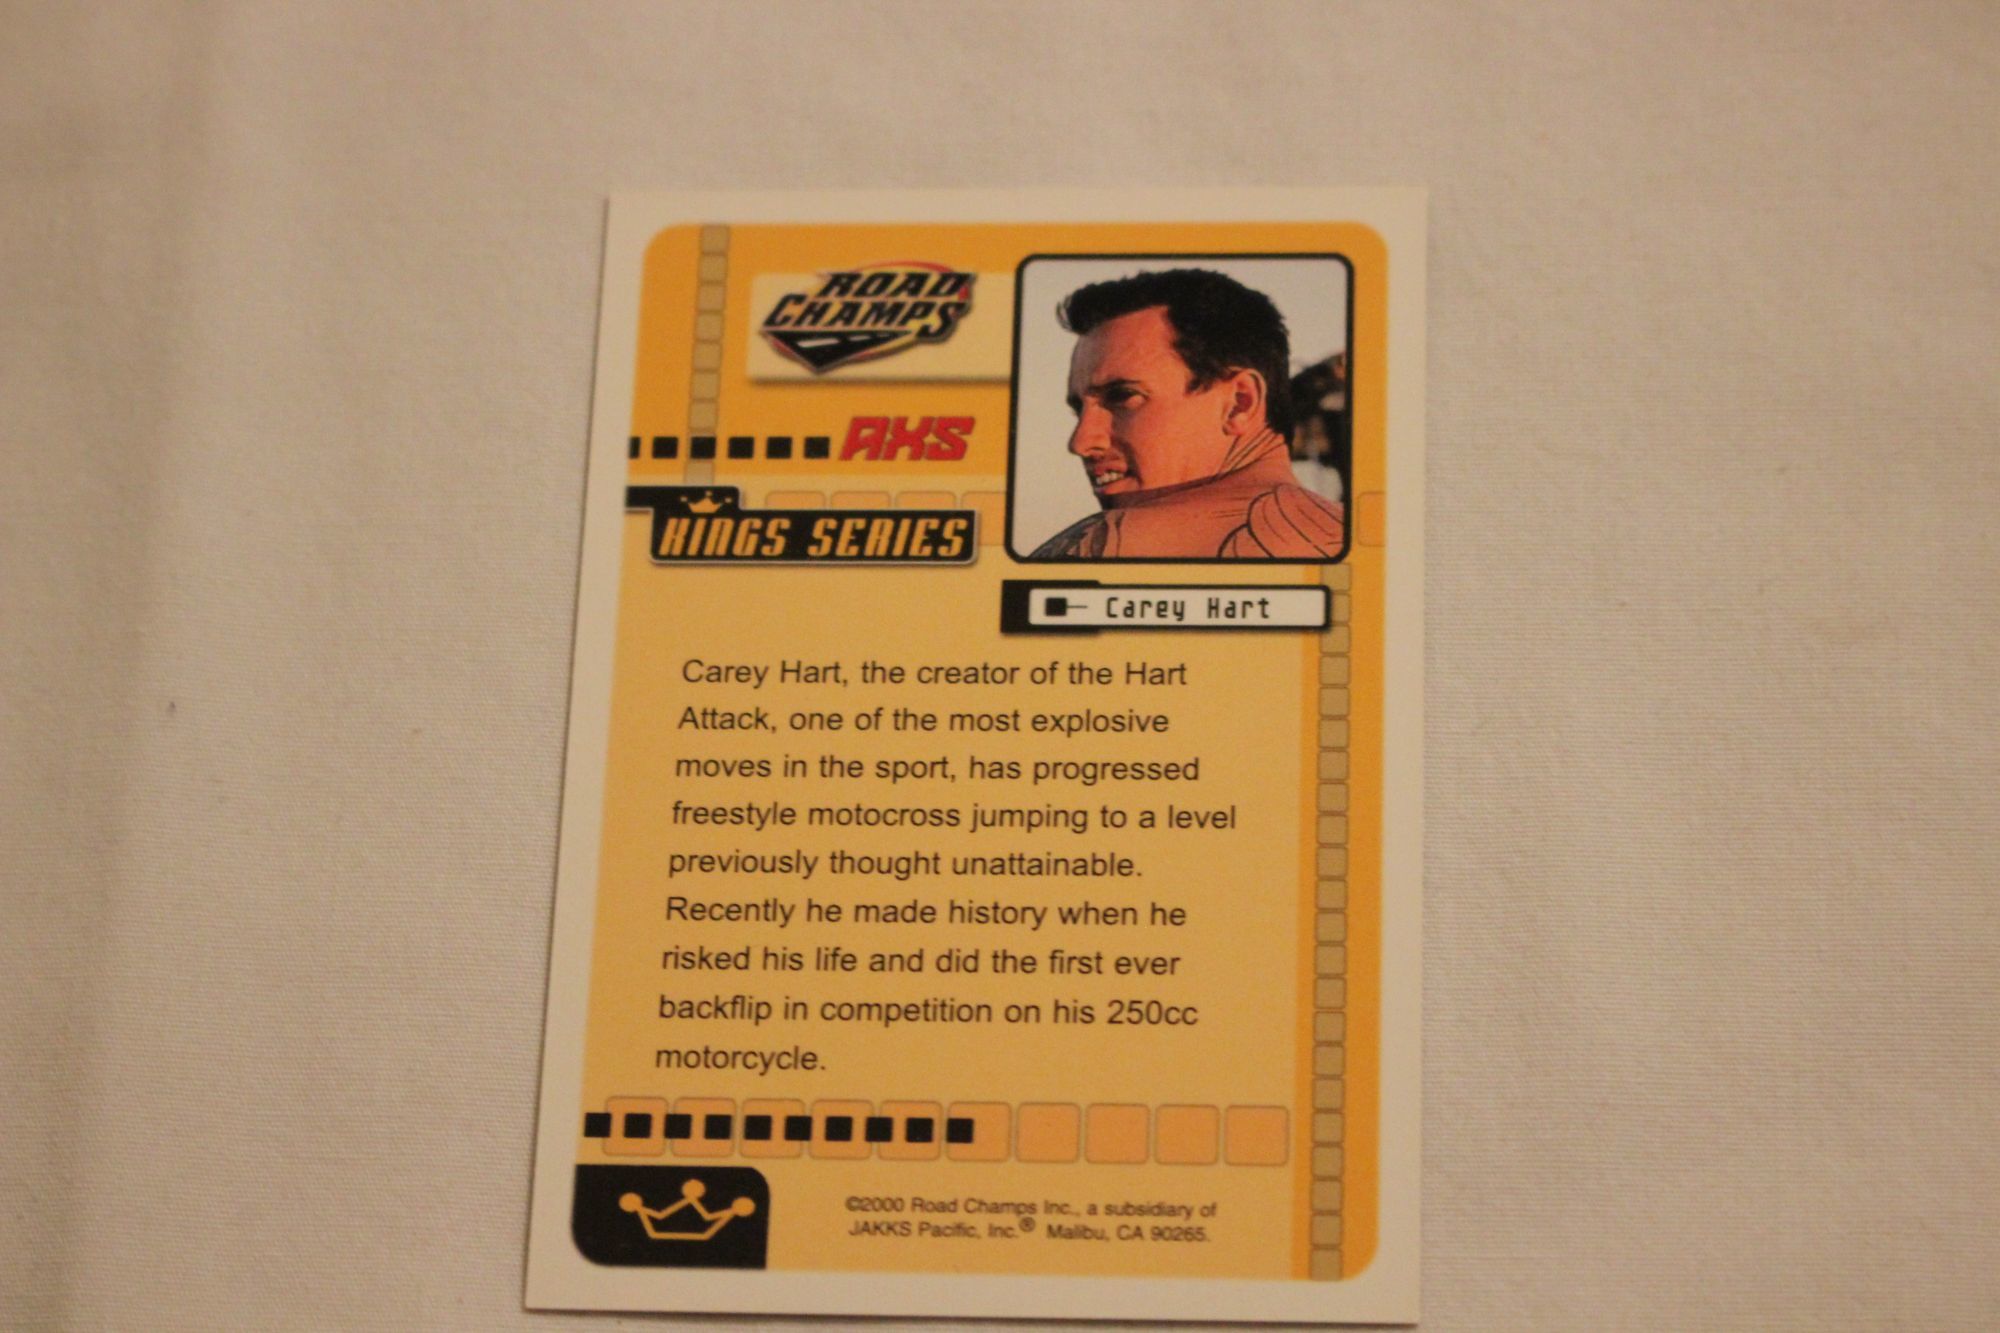 ROAD
CHAMPS
AXS
KINGS SERIES
Carey Hart
Carey Hart, the creator of the Hart
Attack, one of the most explosive
moves in the sport, has progressed
freestyle motocross jumping to a level
previously thought unattainable.
Recently he made history when he
risked his life and did the first ever
backflip in competition on his 250cc
motorcycle.
©2000 Road Champs Inc., a subsidiary of
JAKKS Pacific, Inc.® Malibu, CA 90265.